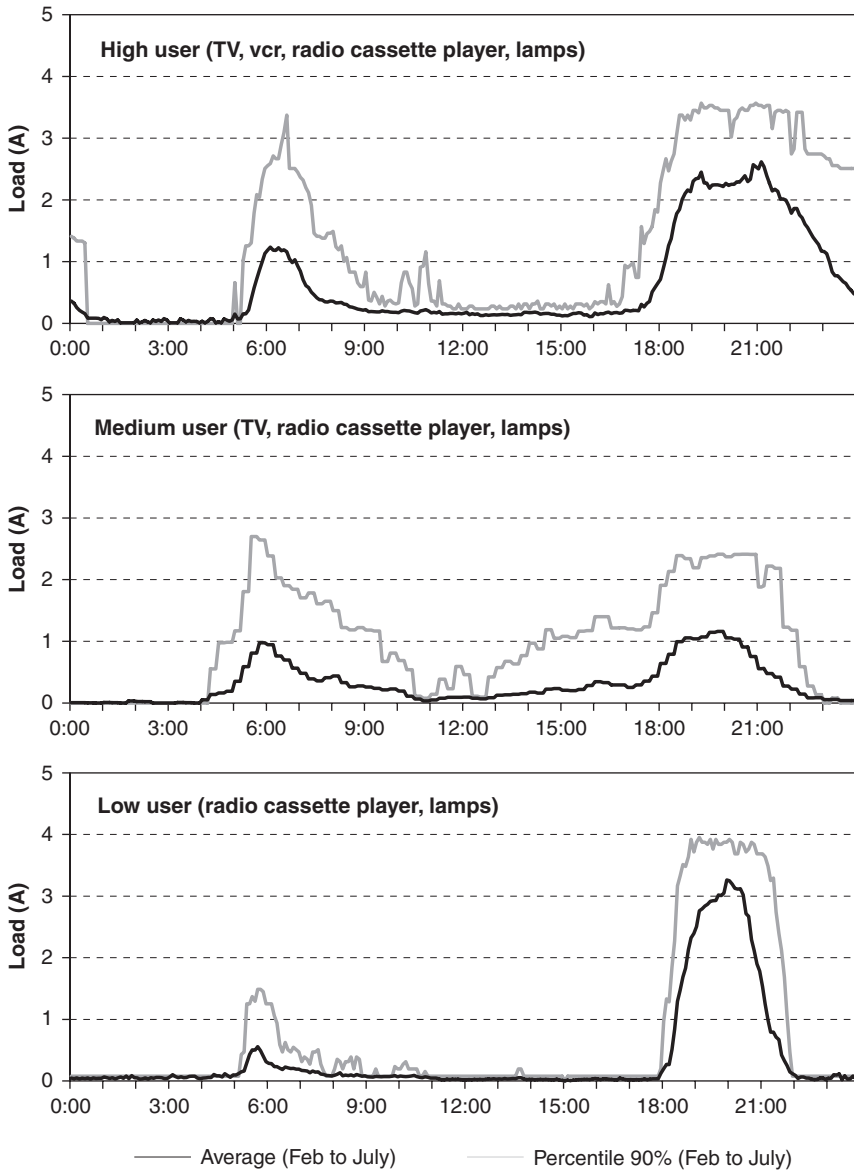 5
High user (TV, vcr, radio cassette player, lamps)
4
3
Load (A)
2
1
0
0:00 3:00 6:00 9:00 12:00 15:00 18:00 21:00
5
Medium user (TV, radio cassette player, lamps)
4
3
Load (A)
2
1
0
0:00 3:00 6:00 9:00 12:00 15:00 18:00 21:00
5
Low user (radio cassette player, lamps)
4
3
Load (A)
2
1
0
0:00 3:00 6:00 9:00 12:00 15:00 18:00 21:00
Average (Feb to July) Percentile 90% (Feb to July)